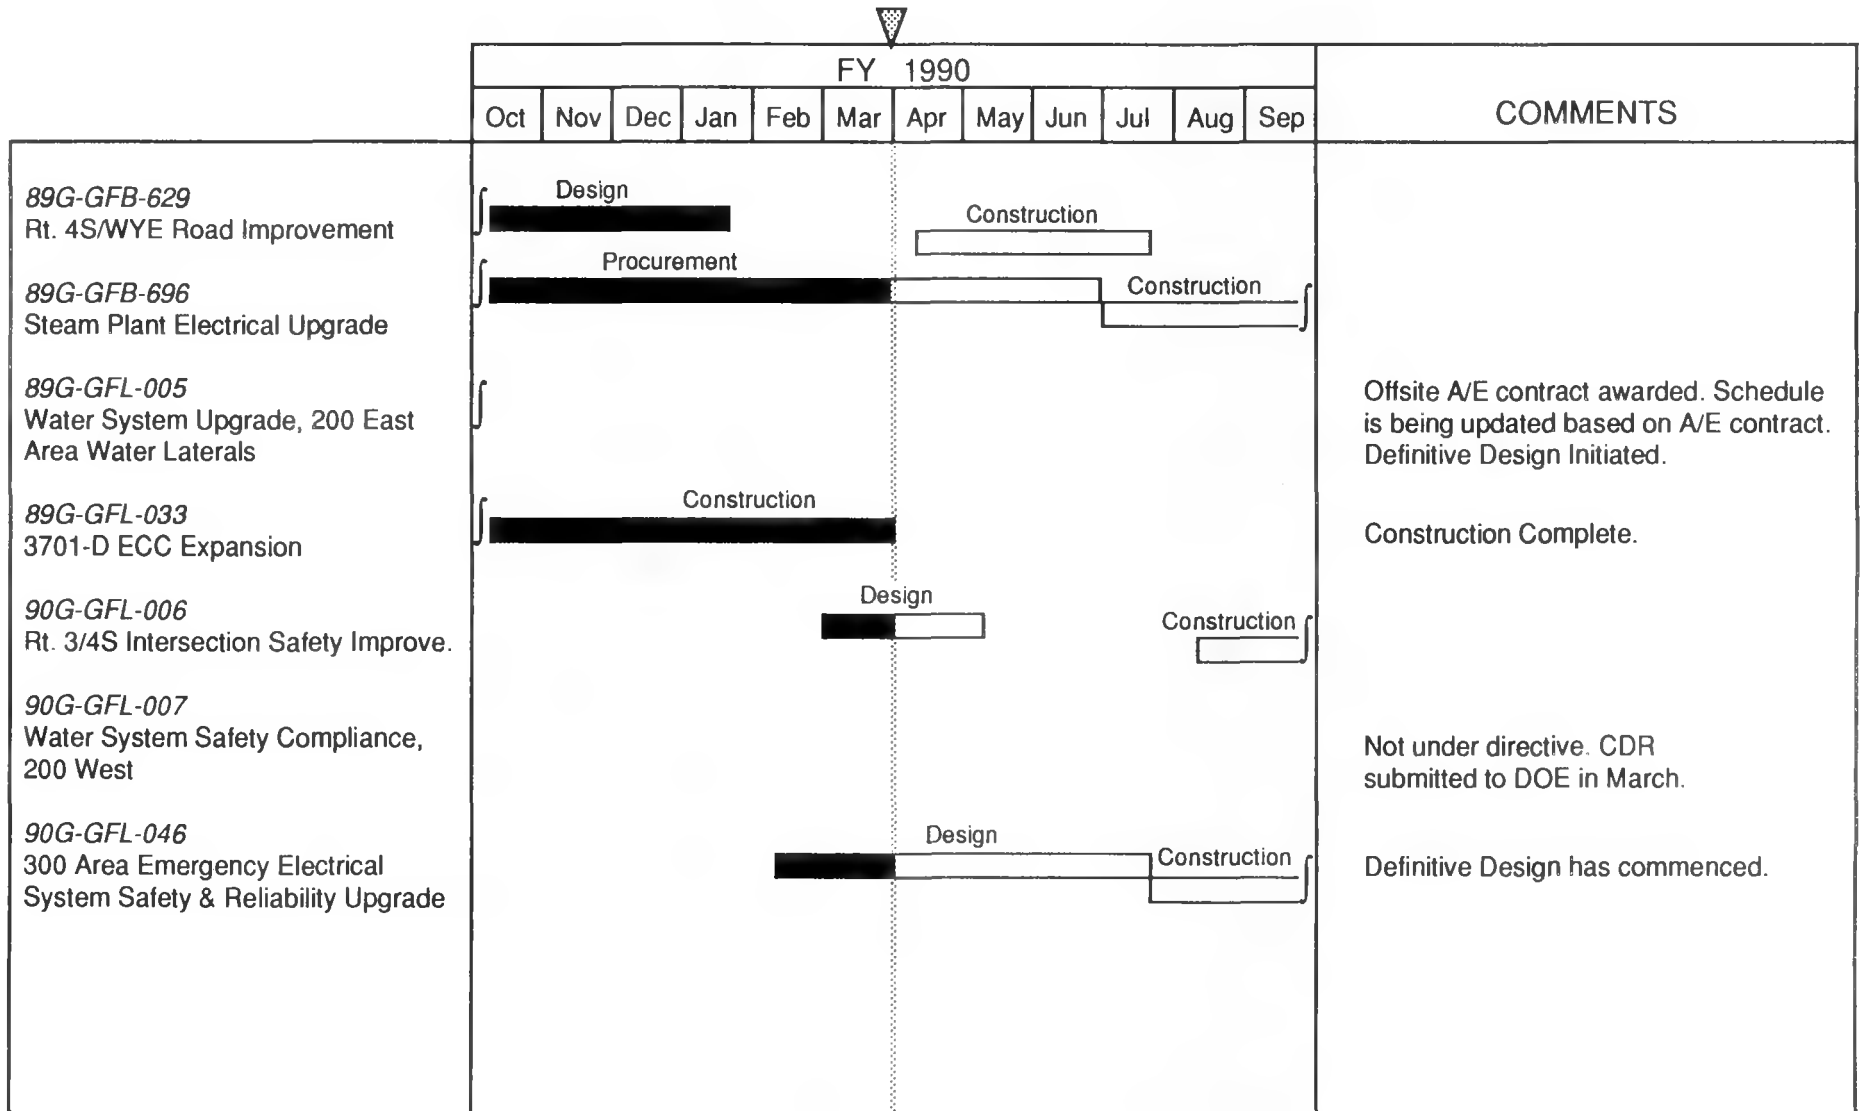 FY 1990
Oct Nov Dec Jan Feb Mar Apr May Jun Jul Aug Sep
COMMENTS
89G-GFB-629
Rt. 4S/WYE Road Improvement
Design
Construction
89G-GFB-696
Steam Plant Electrical Upgrade
Procurement
Construction
89G-GFL-005
Water System Upgrade, 200 East
Area Water Laterals
Offsite A/E contract awarded. Schedule
is being updated based on A/E contract.
Definitive Design Initiated.
89G-GFL-033
3701-D ECC Expansion
Construction
Construction Complete.
90G-GFL-006
Rt. 3/4S Intersection Safety Improve.
Design
Construction
90G-GFL-007
Water System Safety Compliance,
200 West
Not under directive. CDR
submitted to DOE in March.
90G-GFL-046
300 Area Emergency Electrical
System Safety & Reliability Upgrade
Design
Construction
Definitive Design has commenced.